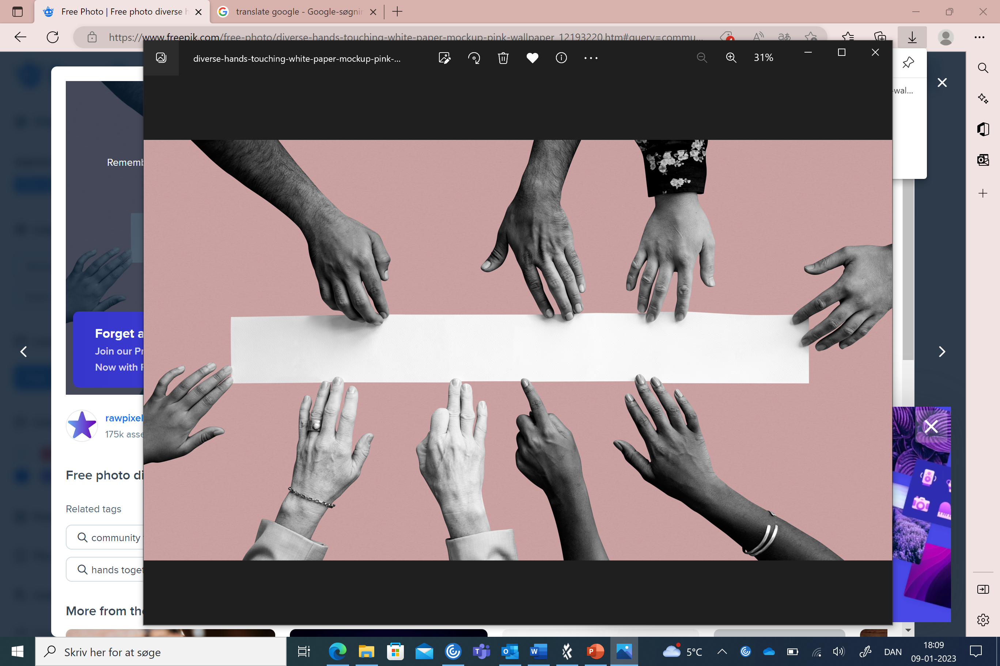 Free Photo | Free photo diverse h
translate google - Google-søgnin
https://www.freepik.com/free-photo/diverse-hands-touching-white-paper-mockup-pink-wallpaper_12193220.htm#query=commu...
diverse-hands-touching-white-paper-mockup-pink-...
31%
-wal...
Rememb
Forget a
Join our Pr
Now with F
rawpixel
175k asse
Free photo di
Related tags
community
hands toget
More from the
Skriv her for at søge
5°C
DAN
18:09
09-01-2023